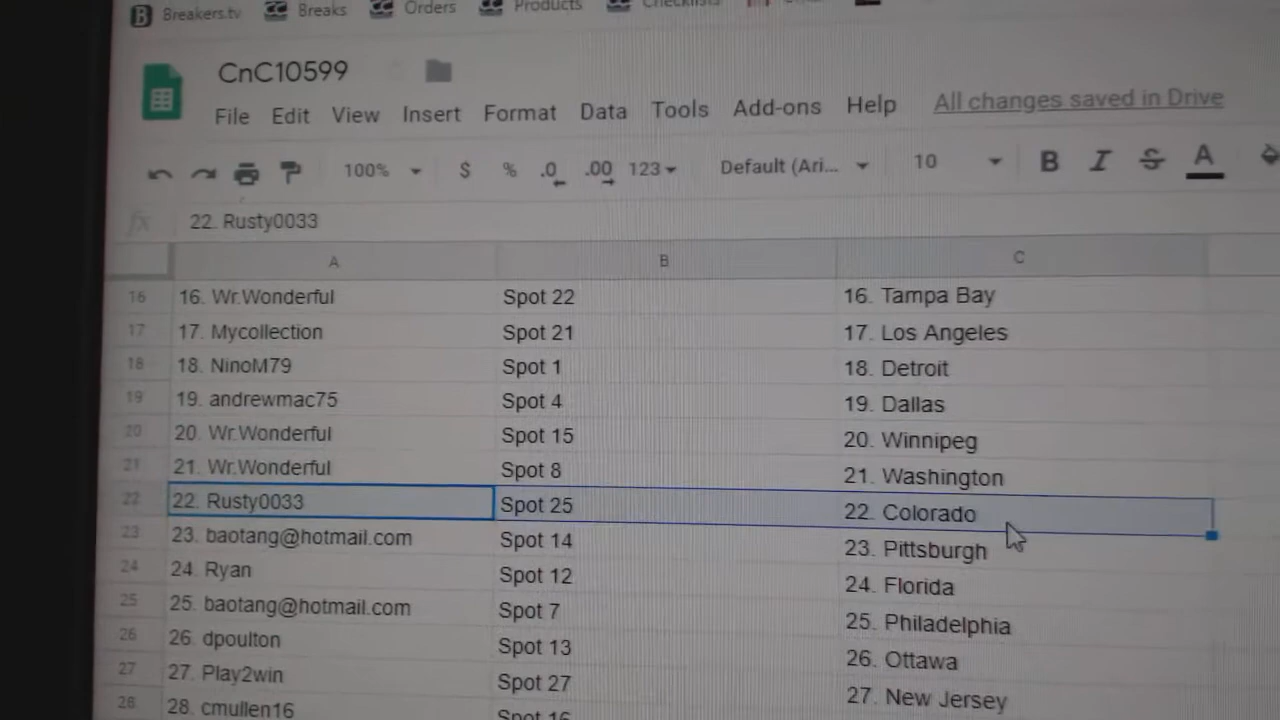 Breakers.tv Breaks Orders Products Checklists
CnC10599
File Edit View Insert Format Data Tools Add-ons Help All changes saved in Drive
100% $ % .0 .00 123 Default (Ari... 10 B I S A
fx 22. Rusty0033
A B C
16 16. Wr.Wonderful Spot 22 16. Tampa Bay
17 17. Mycollection Spot 21 17. Los Angeles
18 18. NinoM79 Spot 1 18. Detroit
19 19. andrewmac75 Spot 4 19. Dallas
20 20. Wr.Wonderful Spot 15 20. Winnipeg
21 21. Wr.Wonderful Spot 8 21. Washington
22 22. Rusty0033 Spot 25 22. Colorado
23 23. baotang@hotmail.com Spot 14 23. Pittsburgh
24 24. Ryan Spot 12 24. Florida
25 25. baotang@hotmail.com Spot 7 25. Philadelphia
26 26. dpoulton Spot 13 26. Ottawa
27 27. Play2win Spot 27 27. New Jersey
28 28. cmullen16 Spot 16